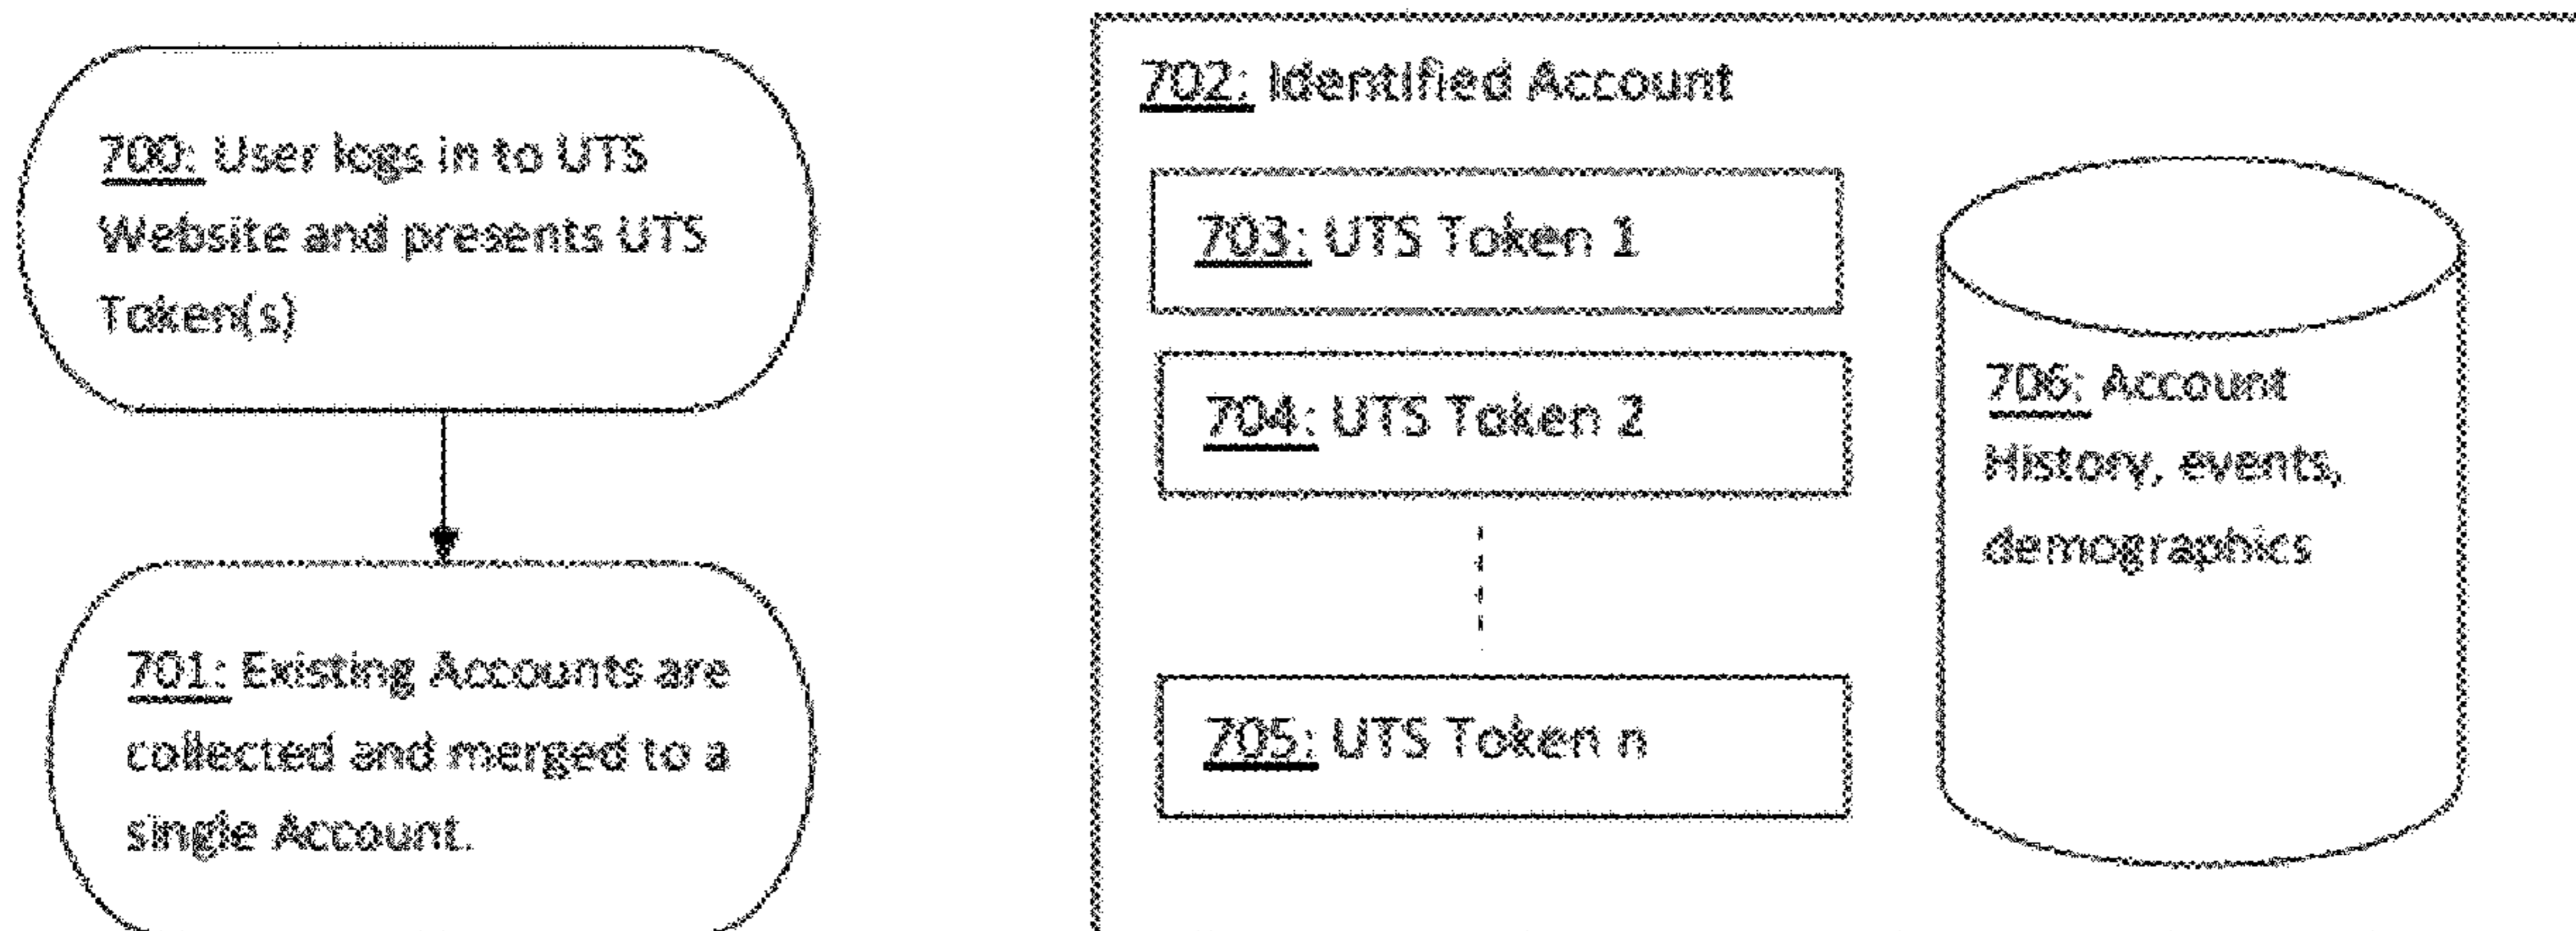 700: User logs in to UTS
Website and presents UTS
Token(s)
701: Existing Accounts are
collected and merged to a
single Account.
702: Identified Account
703: UTS Token 1
704: UTS Token 2
705: UTS Token n
706: Account
History, events,
demographics